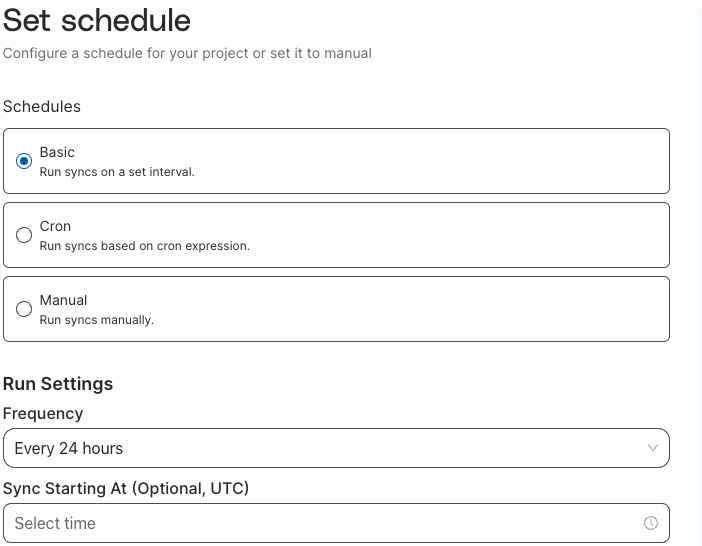 Set schedule
Configure a schedule for your project or set it to manual
Schedules
Basic
Run syncs on a set interval.
Cron
Run syncs based on cron expression.
Manual
Run syncs manually.
Run Settings
Frequency
Every 24 hours
Sync Starting At (Optional, UTC)
Select time